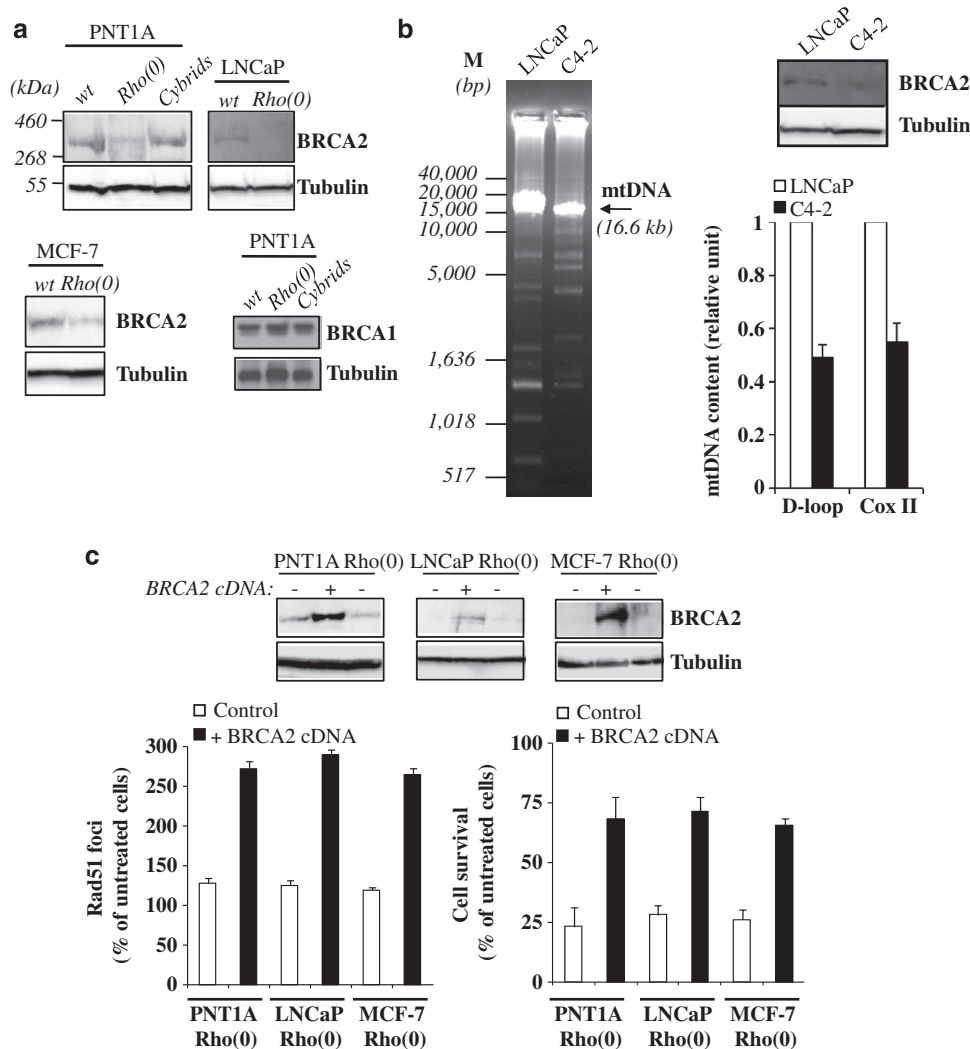 a
PNT1A
(kDa)
wt Rho(0) Cybrids
LNCaP
wt Rho(0)
460
268
55
BRCA2
Tubulin
MCF-7
wt Rho(0)
BRCA2
Tubulin
PNT1A
wt Rho(0) Cybrids
BRCA1
Tubulin
b
M
(bp)
LNCaP C4-2
40,000
20,000
15,000
10,000
5,000
1,636
1,018
517
mtDNA
(16.6 kb)
LNCaP C4-2
BRCA2
Tubulin
LNCaP
C4-2
mtDNA content (relative unit)
1
0.8
0.6
0.4
0.2
0
D-loop Cox II
c
PNT1A Rho(0) LNCaP Rho(0) MCF-7 Rho(0)
BRCA2 cDNA: - + - - + - - + -
BRCA2
Tubulin
Control
+ BRCA2 cDNA
Rad51 foci
(% of untreated cells)
300
250
200
150
100
50
0
PNT1A LNCaP MCF-7
Rho(0) Rho(0) Rho(0)
Control
+ BRCA2 cDNA
Cell survival
(% of untreated cells)
100
75
50
25
0
PNT1A LNCaP MCF-7
Rho(0) Rho(0) Rho(0)